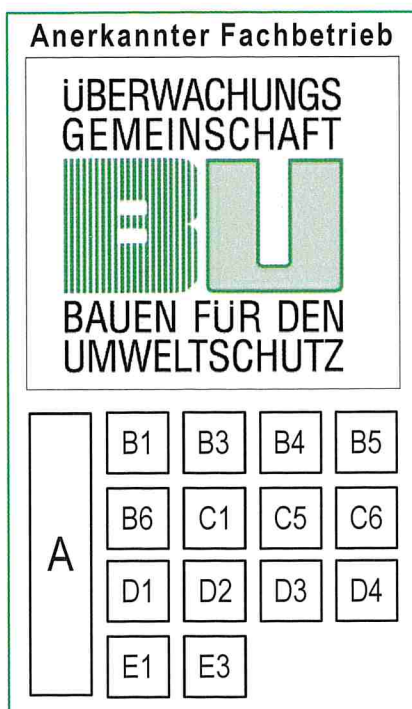 Anerkannter Fachbetrieb
ÜBERWACHUNGS
GEMEINSCHAFT
BU
BAUEN FÜR DEN
UMWELTSCHUTZ
A
B1 B3 B4 B5
B6 C1 C5 C6
D1 D2 D3 D4
E1 E3